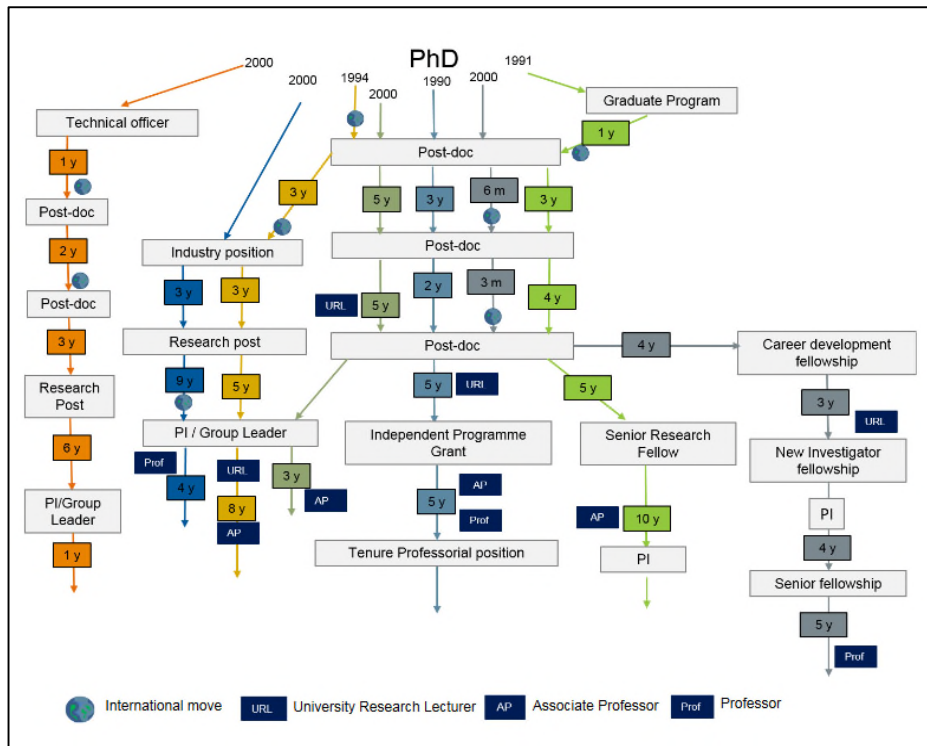 PhD
2000
2000
1994
2000
1990
2000
1991
Graduate Program
Technical officer
1 y
1 y
Post-doc
3 y
5 y
3 y
6 m
3 y
Post-doc
2 y
Industry position
Post-doc
3 y
3 y
URL
5 y
2 y
3 m
4 y
Post-doc
3 y
Research post
Post-doc
4 y
Career development
fellowship
Research
Post
9 y
5 y
5 y
URL
5 y
3 y
URL
6 y
PI / Group Leader
Independent Programme
Grant
Senior Research
Fellow
New Investigator
fellowship
Prof
4 y
URL
8 y
AP
3 y
AP
AP
5 y
Prof
AP
10 y
PI
PI/Group
Leader
4 y
1 y
Tenure Professorial position
PI
Senior fellowship
5 y
Prof
International move
URL
University Research Lecturer
AP
Associate Professor
Prof
Professor